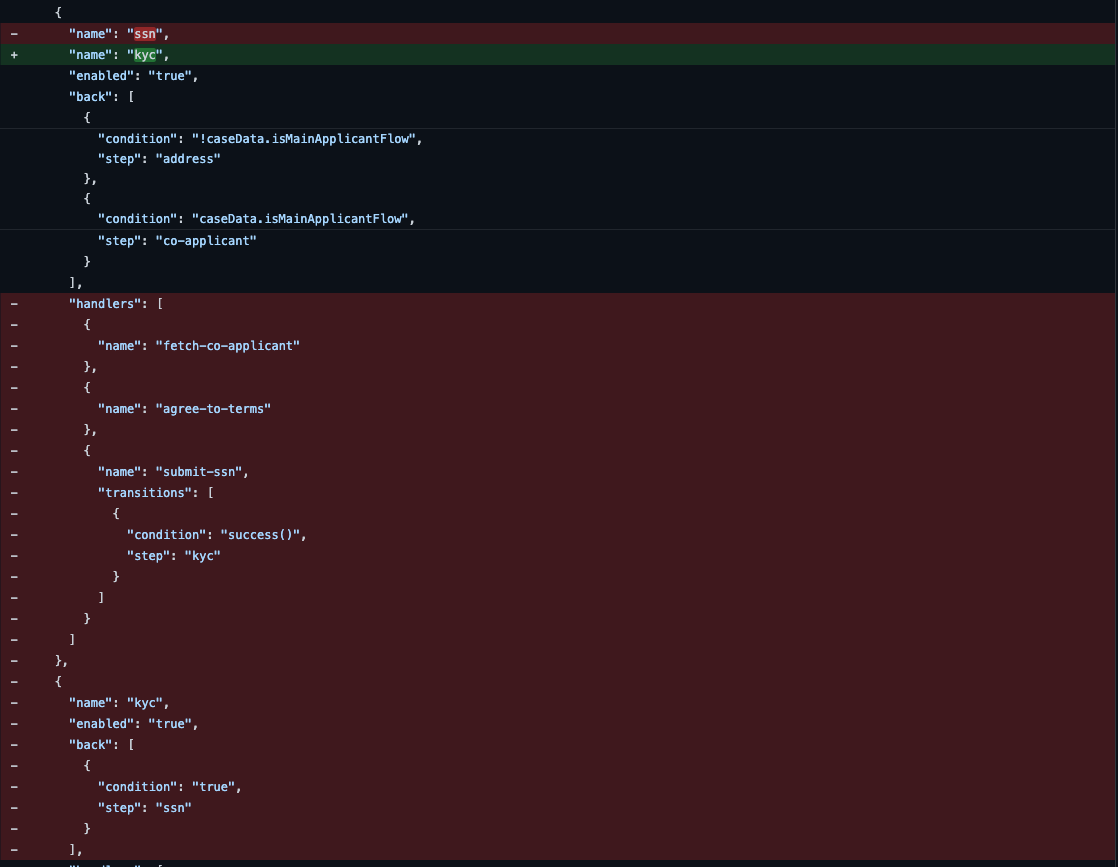 {
- "name": "ssn",
+ "name": "kyc",
"enabled": "true",
"back": [
{
"condition": "!caseData.isMainApplicantFlow",
"step": "address"
},
{
"condition": "caseData.isMainApplicantFlow",
"step": "co-applicant"
}
],
- "handlers": [
- {
- "name": "fetch-co-applicant"
- },
- {
- "name": "agree-to-terms"
- },
- {
- "name": "submit-ssn",
- "transitions": [
- {
- "condition": "success()",
- "step": "kyc"
- }
- ]
- }
- ]
- },
- {
- "name": "kyc",
- "enabled": "true",
- "back": [
- {
- "condition": "true",
- "step": "ssn"
- }
- ],